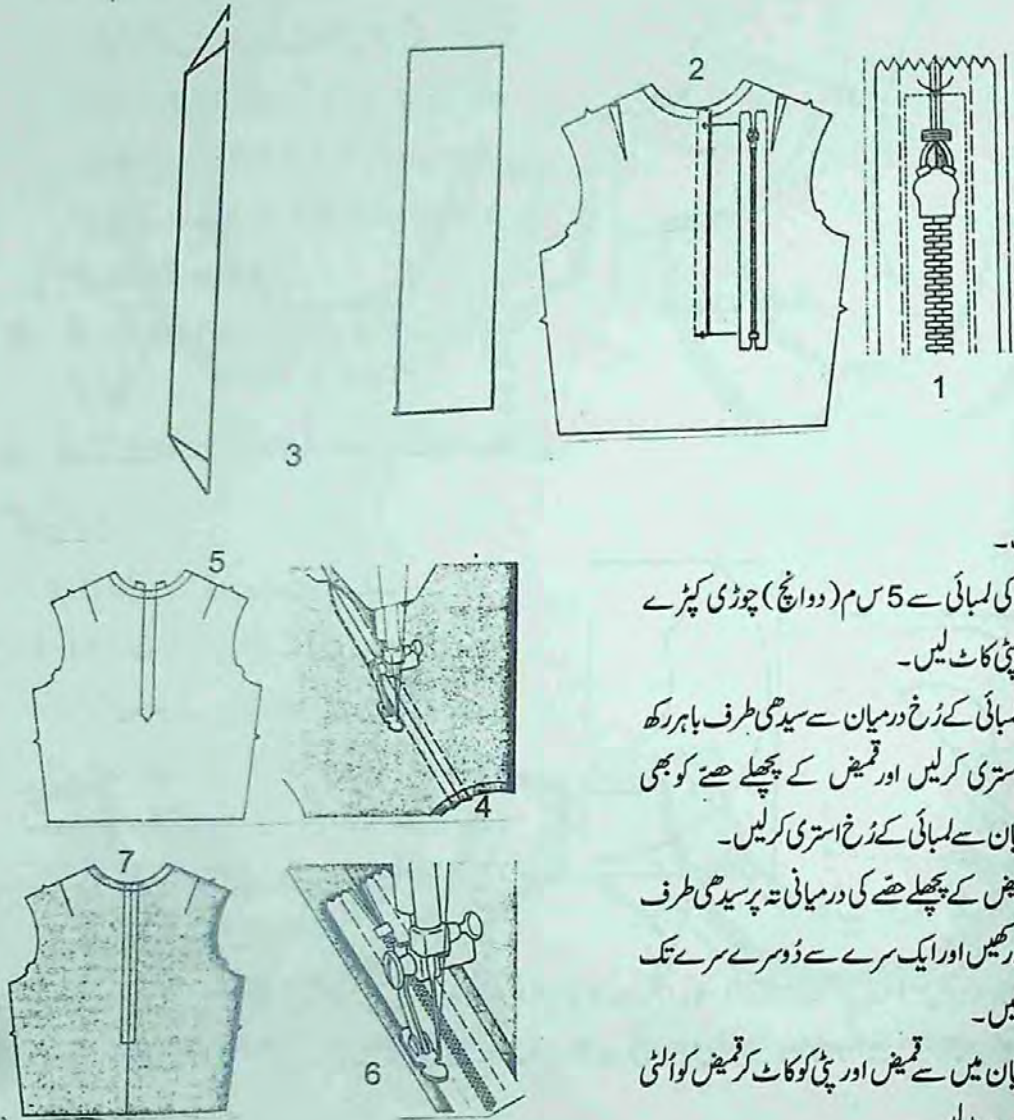 2
1
3
کی لمبائی سے 5 س م (دو انچ) چوڑی کپڑے
پٹی کاٹ لیں۔
کے رُخ درمیان سے سیدھی طرف باہر رکھ
استری کرلیں اور قمیض کے پچھلے حصّے کو بھی
سے لمبائی کے رُخ استری کرلیں۔
کے پچھلے حصّے کی درمیانی تہ پر سیدھی طرف
رکھیں اور ایک سرے سے دُوسرے سرے تک
میں سے قمیض اور پٹی کو کاٹ کر قمیض کو اُلٹی
5
4
7
6